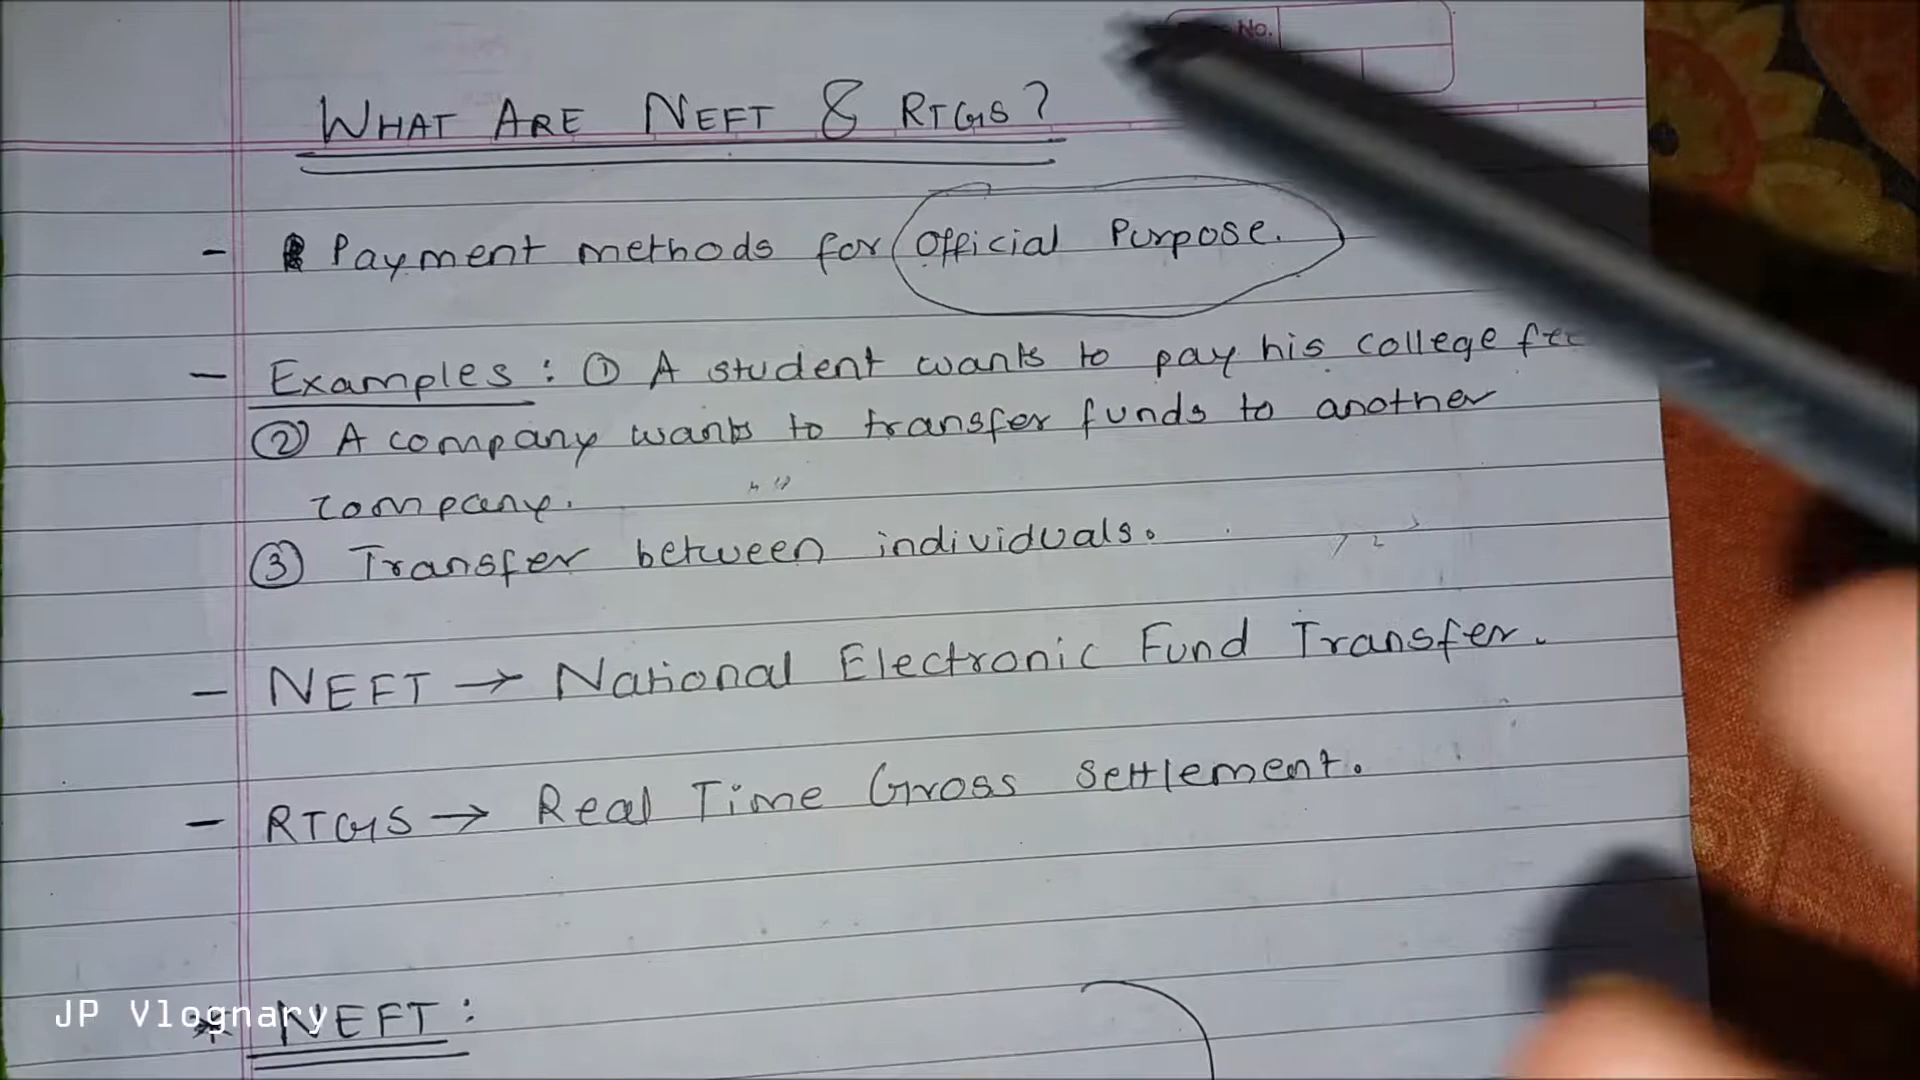 No.
WHAT ARE NEFT & RTGS?
- Payment methods for Official Purpose.
- Examples: ① A student wants to pay his college
② A company wants to transfer funds to another
company.
③ Transfer between individuals.
- NEFT → National Electronic Fund Transfer.
- RTGS → Real Time Gross Settlement.
* NEFT:
JP Vlognary